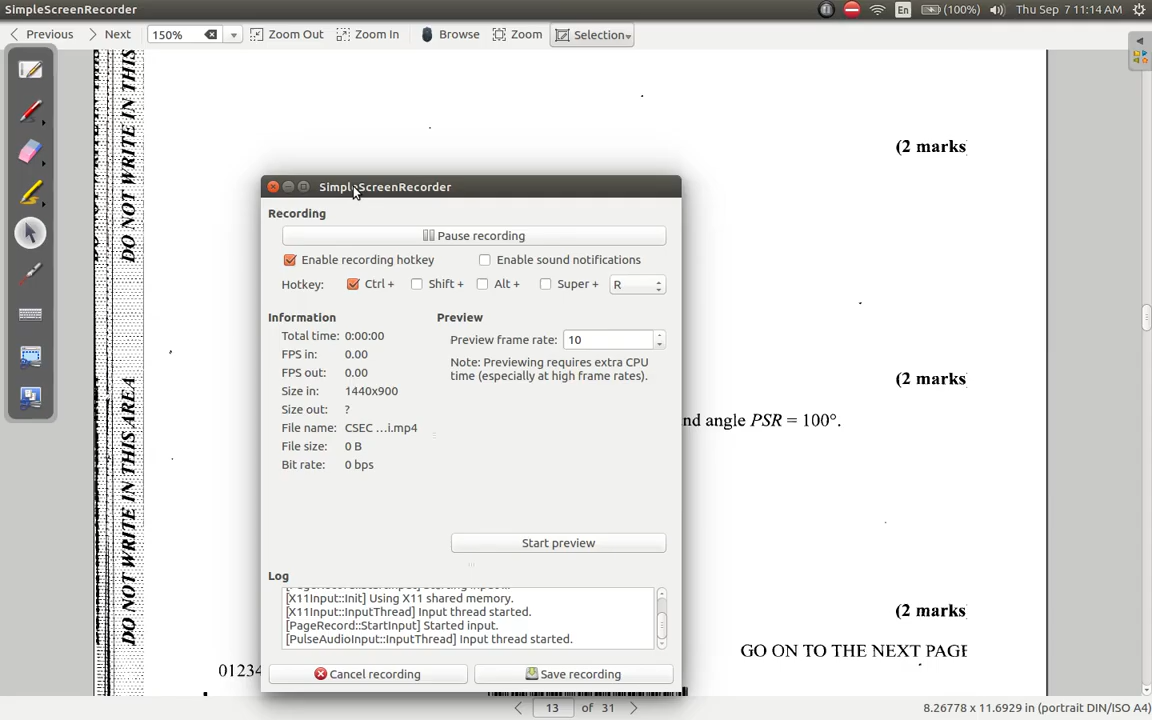 SimpleScreenRecorder
En
(100%)
Thu Sep 7 11:14 AM
Previous
Next
150%
Zoom Out
Zoom In
Browse
Zoom
Selection
DO NOT WRITE IN THIS
DO NOT WRITE IN THIS AREA
(2 marks
SimpleScreenRecorder
Recording
Pause recording
Enable recording hotkey
Enable sound notifications
Hotkey:
Ctrl +
Shift +
Alt +
Super +
R
Information
Total time: 0:00:00
FPS in: 0.00
FPS out: 0.00
Size in: 1440x900
Size out: ?
File name: CSEC ...i.mp4
File size: 0 B
Bit rate: 0 bps
Preview
Preview frame rate: 10
Note: Previewing requires extra CPU
time (especially at high frame rates).
Start preview
(2 marks
nd angle PSR = 100°.
Log
[X11Input::Init] Using X11 shared memory.
[X11Input::InputThread] Input thread started.
[PageRecord::StartInput] Started input.
[PulseAudioInput::InputThread] Input thread started.
Cancel recording
Save recording
(2 marks
GO ON TO THE NEXT PAGE
01234
13 of 31
8.26778 x 11.6929 in (portrait DIN/ISO A4)